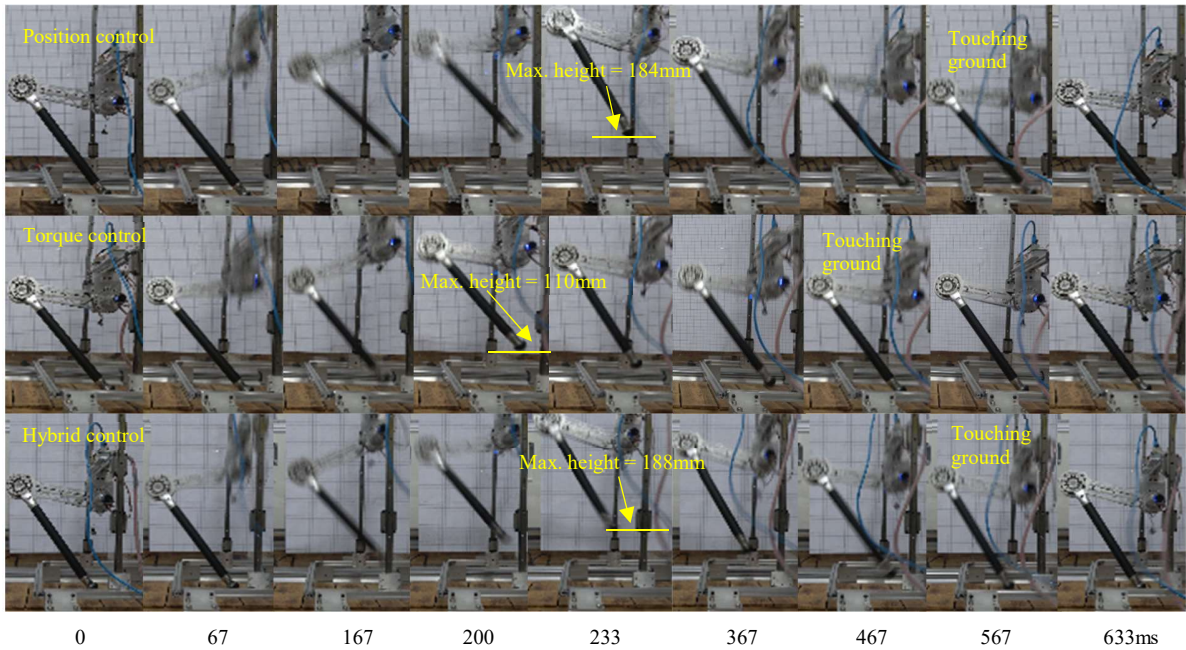 Position control
Max. height = 184mm
Touching
ground
Torque control
Max. height = 110mm
Touching
ground
Hybrid control
Max. height = 188mm
Touching
ground
0 67 167 200 233 367 467 567 633ms